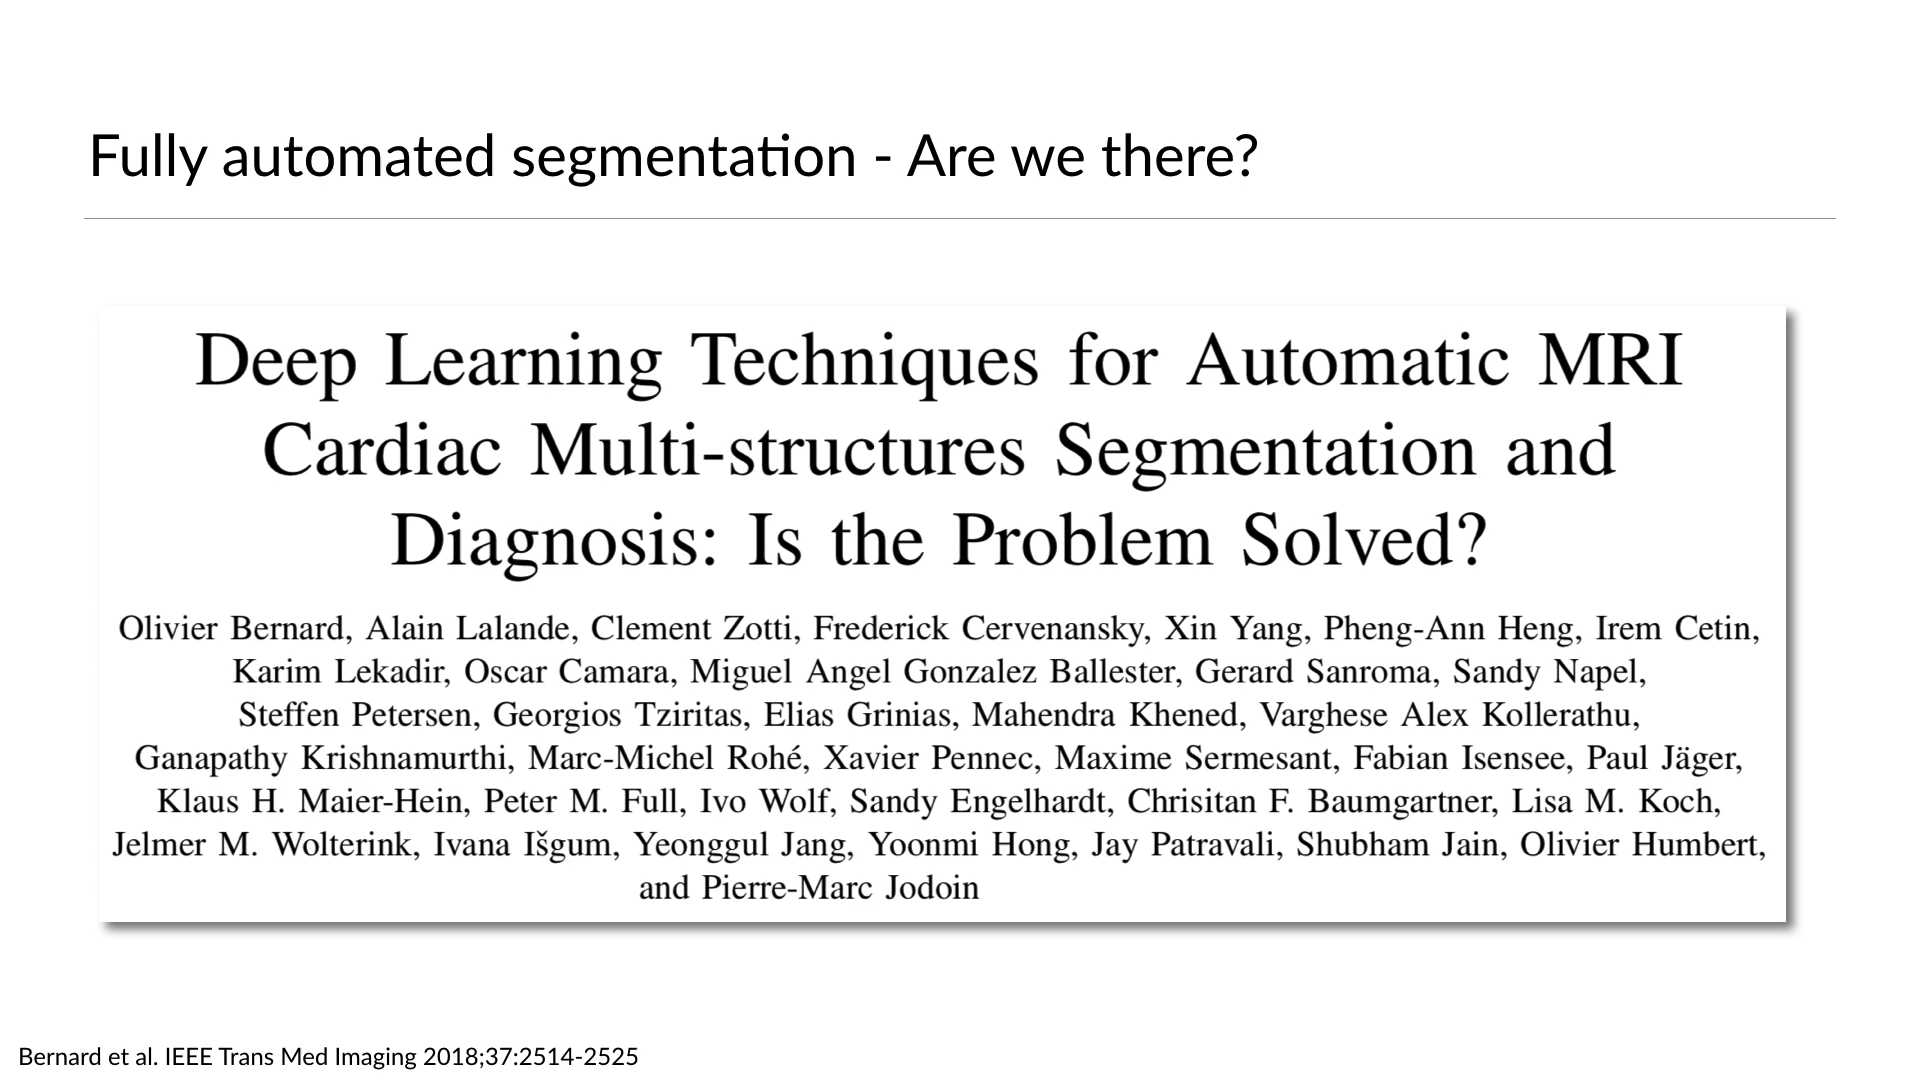 Fully automated segmentation - Are we there?
Deep Learning Techniques for Automatic MRI
Cardiac Multi-structures Segmentation and
Diagnosis: Is the Problem Solved?
Olivier Bernard, Alain Lalande, Clement Zotti, Frederick Cervenansky, Xin Yang, Pheng-Ann Heng, Irem Cetin,
Karim Lekadir, Oscar Camara, Miguel Angel Gonzalez Ballester, Gerard Sanroma, Sandy Napel,
Steffen Petersen, Georgios Tziritas, Elias Grinias, Mahendra Khened, Varghese Alex Kollerathu,
Ganapathy Krishnamurthi, Marc-Michel Rohé, Xavier Pennec, Maxime Sermesant, Fabian Isensee, Paul Jäger,
Klaus H. Maier-Hein, Peter M. Full, Ivo Wolf, Sandy Engelhardt, Chrisitan F. Baumgartner, Lisa M. Koch,
Jelmer M. Wolterink, Ivana Išgum, Yeonggul Jang, Yoonmi Hong, Jay Patravali, Shubham Jain, Olivier Humbert,
and Pierre-Marc Jodoin
Bernard et al. IEEE Trans Med Imaging 2018;37:2514-2525